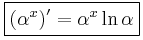 (α^x)′ = α^x ln α